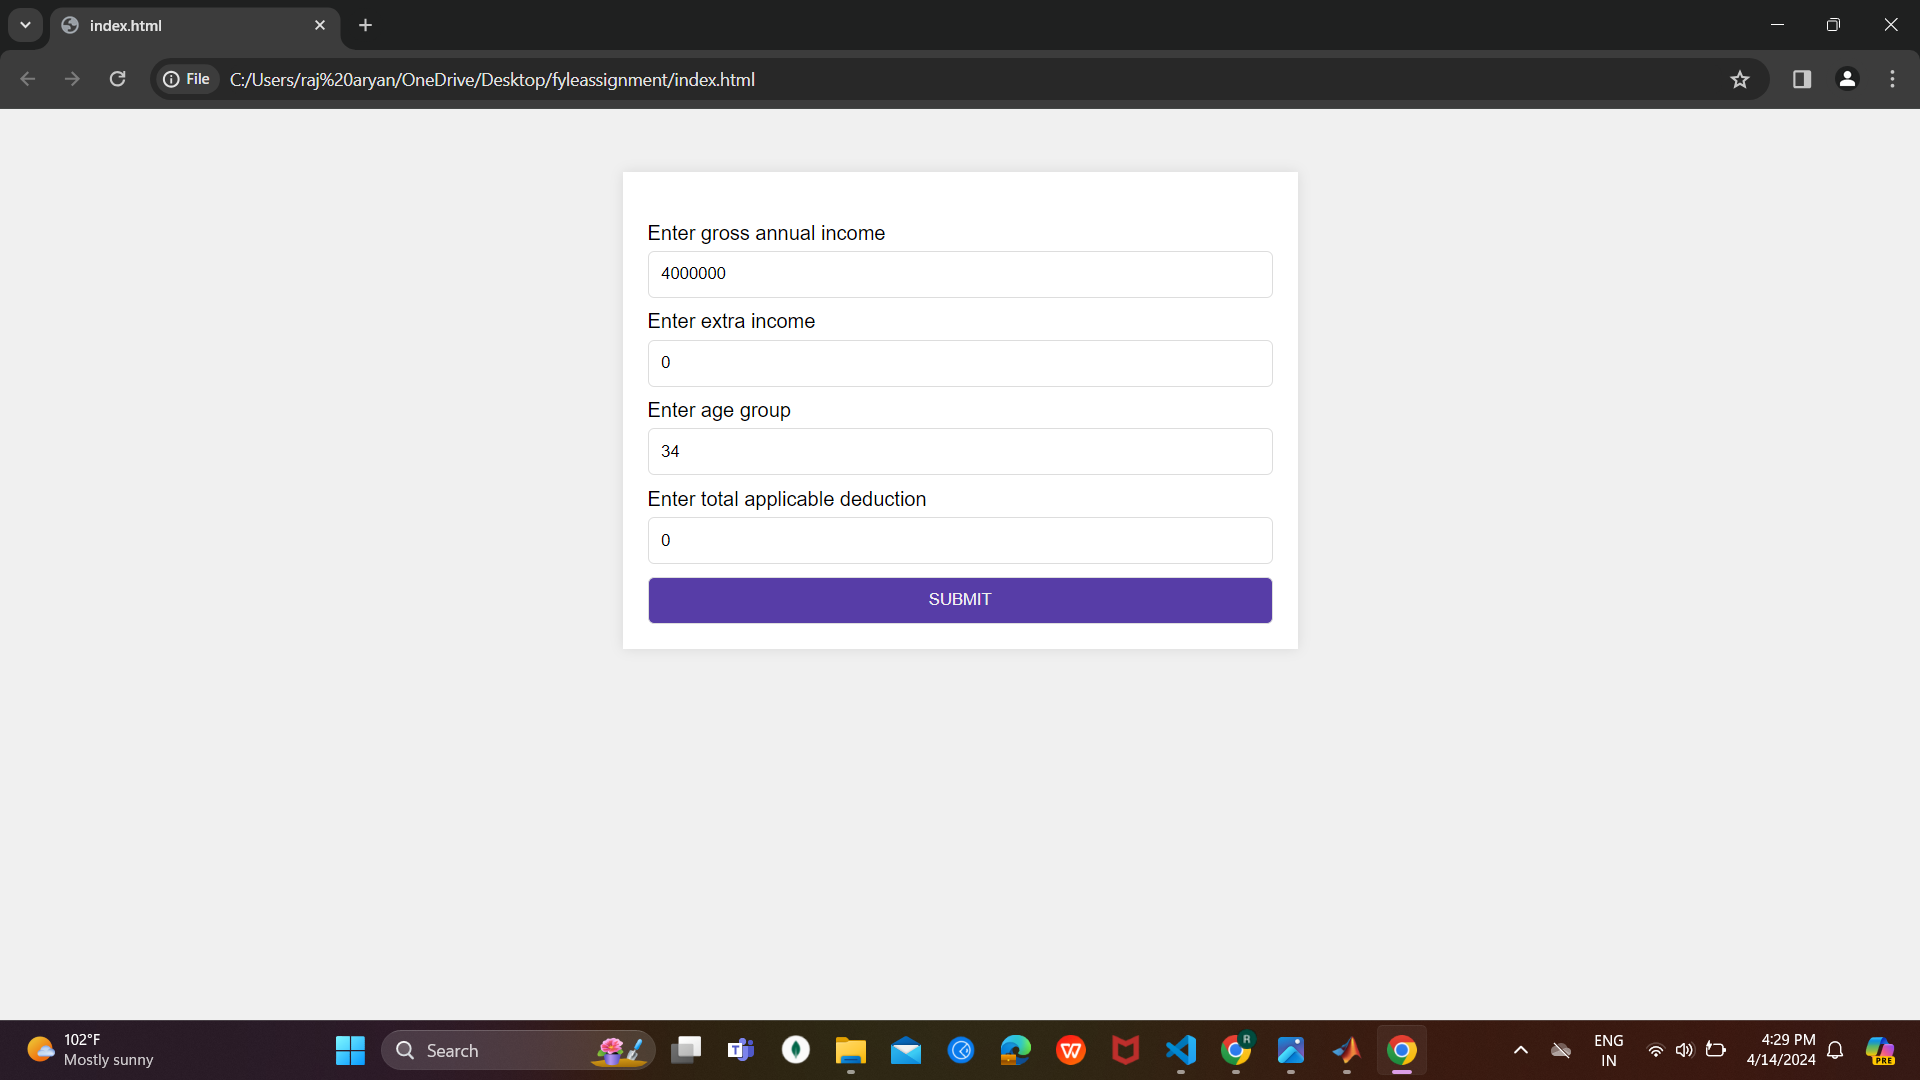 index.html
File
C:/Users/raj%20aryan/OneDrive/Desktop/fyleassignment/index.html
Enter gross annual income
4000000
Enter extra income
0
Enter age group
34
Enter total applicable deduction
0
SUBMIT
102°F
Mostly sunny
Search
T
W
R
ENG
IN
4:29 PM
4/14/2024
PRE